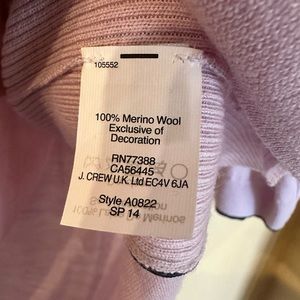 105552
100% Merino Wool
Exclusive of
Decoration
RN77388
CA56445
J. CREW U.K. Ltd EC4V 6JA
Style A0822
SP 14